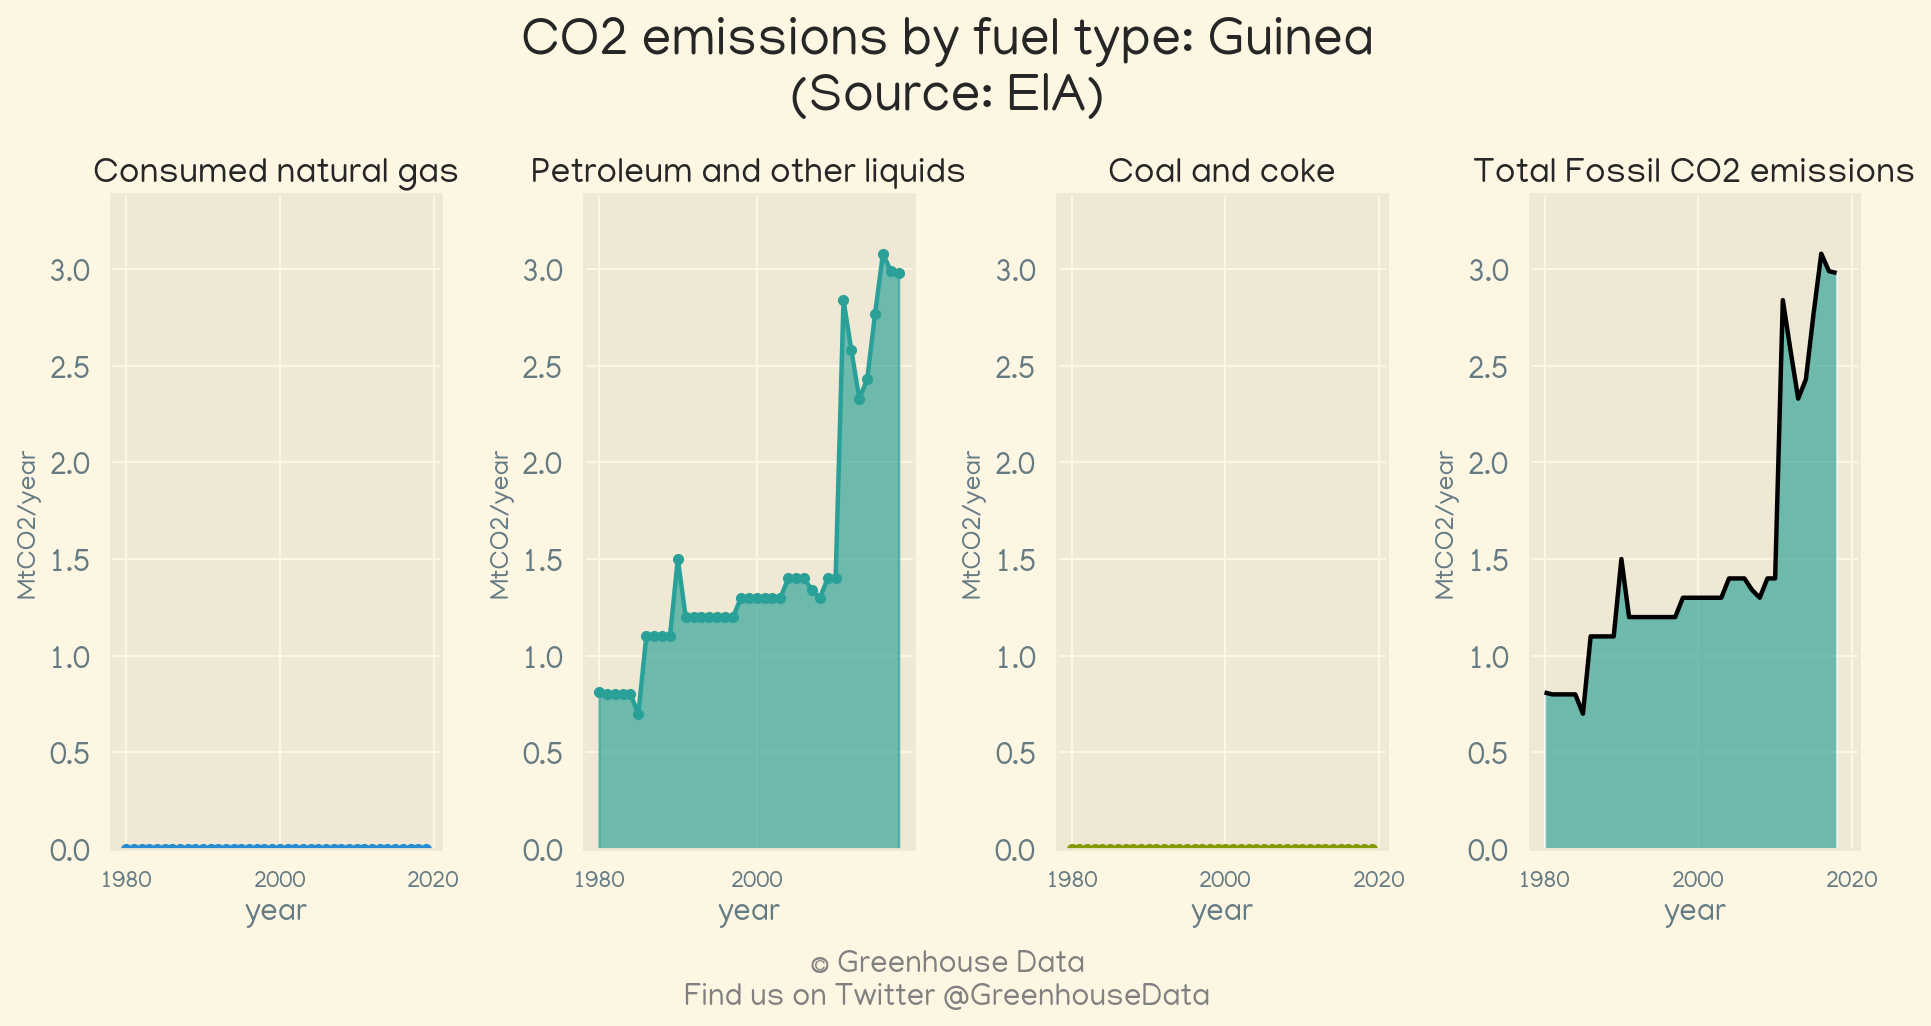 CO2 emissions by fuel type: Guinea
(Source: EIA)
Consumed natural gas
Petroleum and other liquids
Coal and coke
Total Fossil CO2 emissions
MtCO2/year
3.0
2.5
2.0
1.5
1.0
0.5
0.0
1980 2000 2020
year
MtCO2/year
3.0
2.5
2.0
1.5
1.0
0.5
0.0
1980 2000
year
MtCO2/year
3.0
2.5
2.0
1.5
1.0
0.5
0.0
1980 2000 2020
year
MtCO2/year
3.0
2.5
2.0
1.5
1.0
0.5
0.0
1980 2000 2020
year
© Greenhouse Data
Find us on Twitter @GreenhouseData